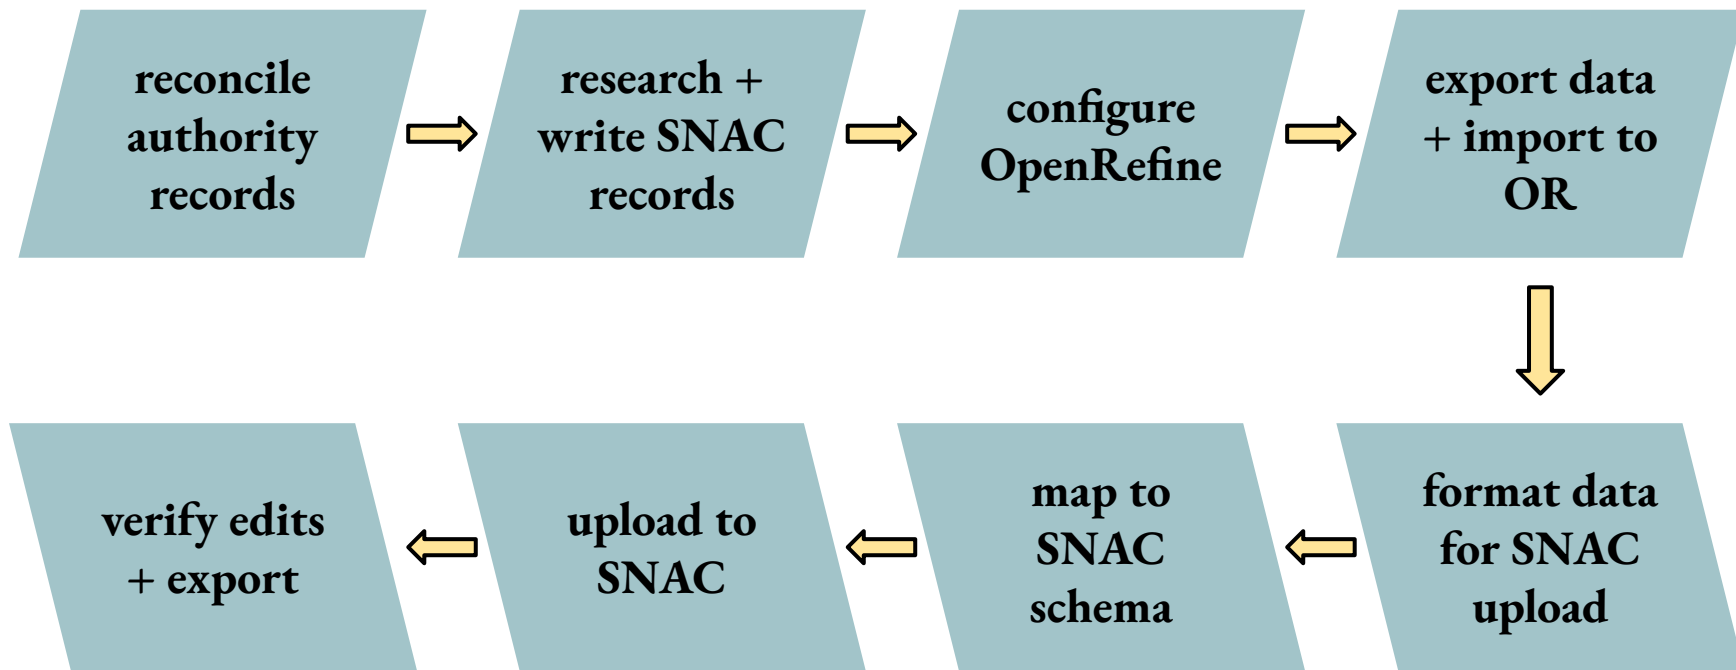 reconcile
authority
records
research +
write SNAC
records
configure
OpenRefine
export data
+ import to
OR
format data
for SNAC
upload
map to
SNAC
schema
upload to
SNAC
verify edits
+ export